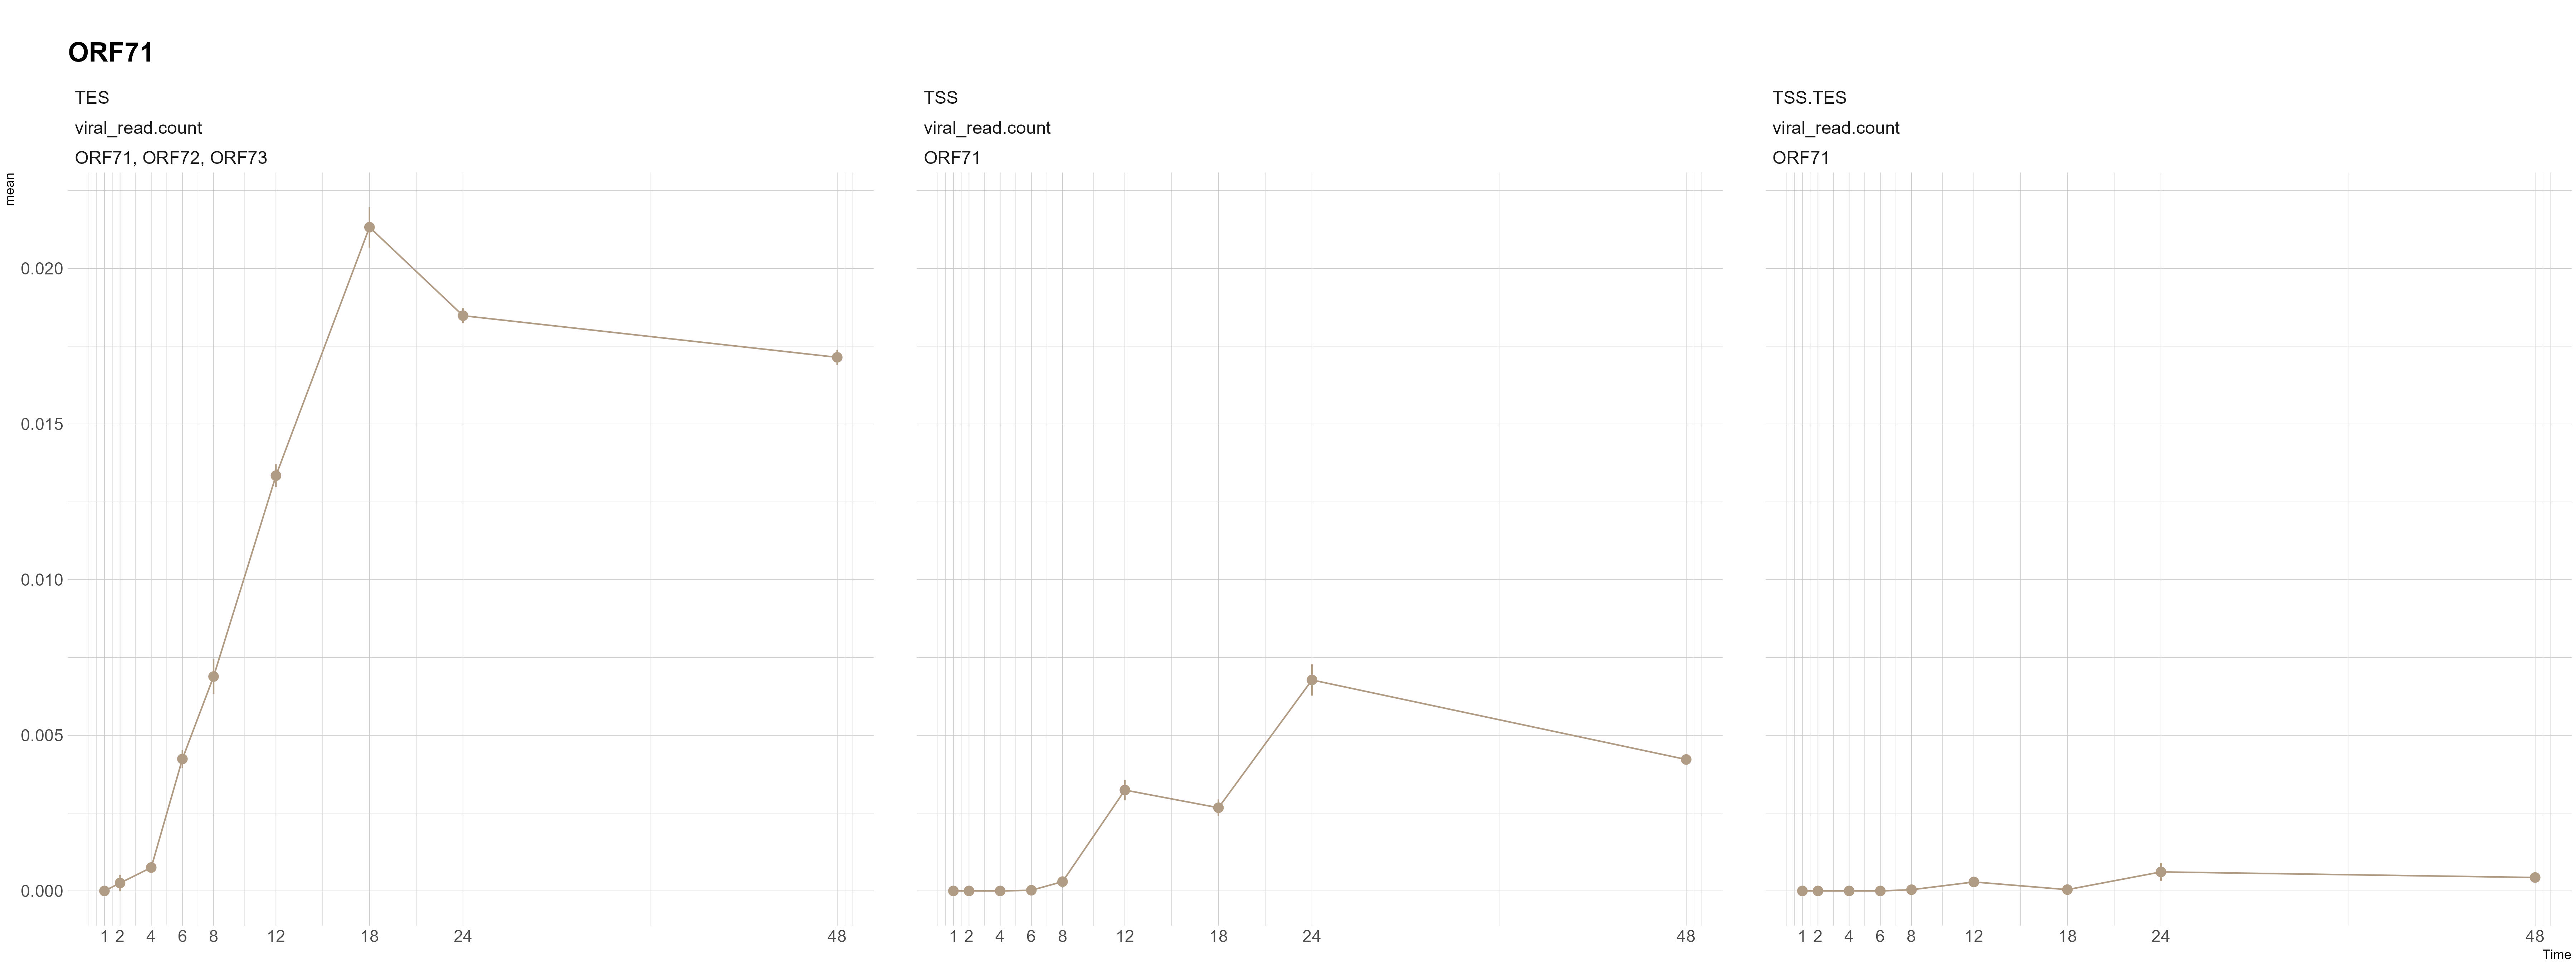 ORF71
TES
viral_read.count
ORF71, ORF72, ORF73
TSS
viral_read.count
ORF71
TSS.TES
viral_read.count
ORF71
mean
0.020
0.015
0.010
0.005
0.000
1 2 4 6 8 12 18 24 48
1 2 4 6 8 12 18 24 48
1 2 4 6 8 12 18 24 48
Time